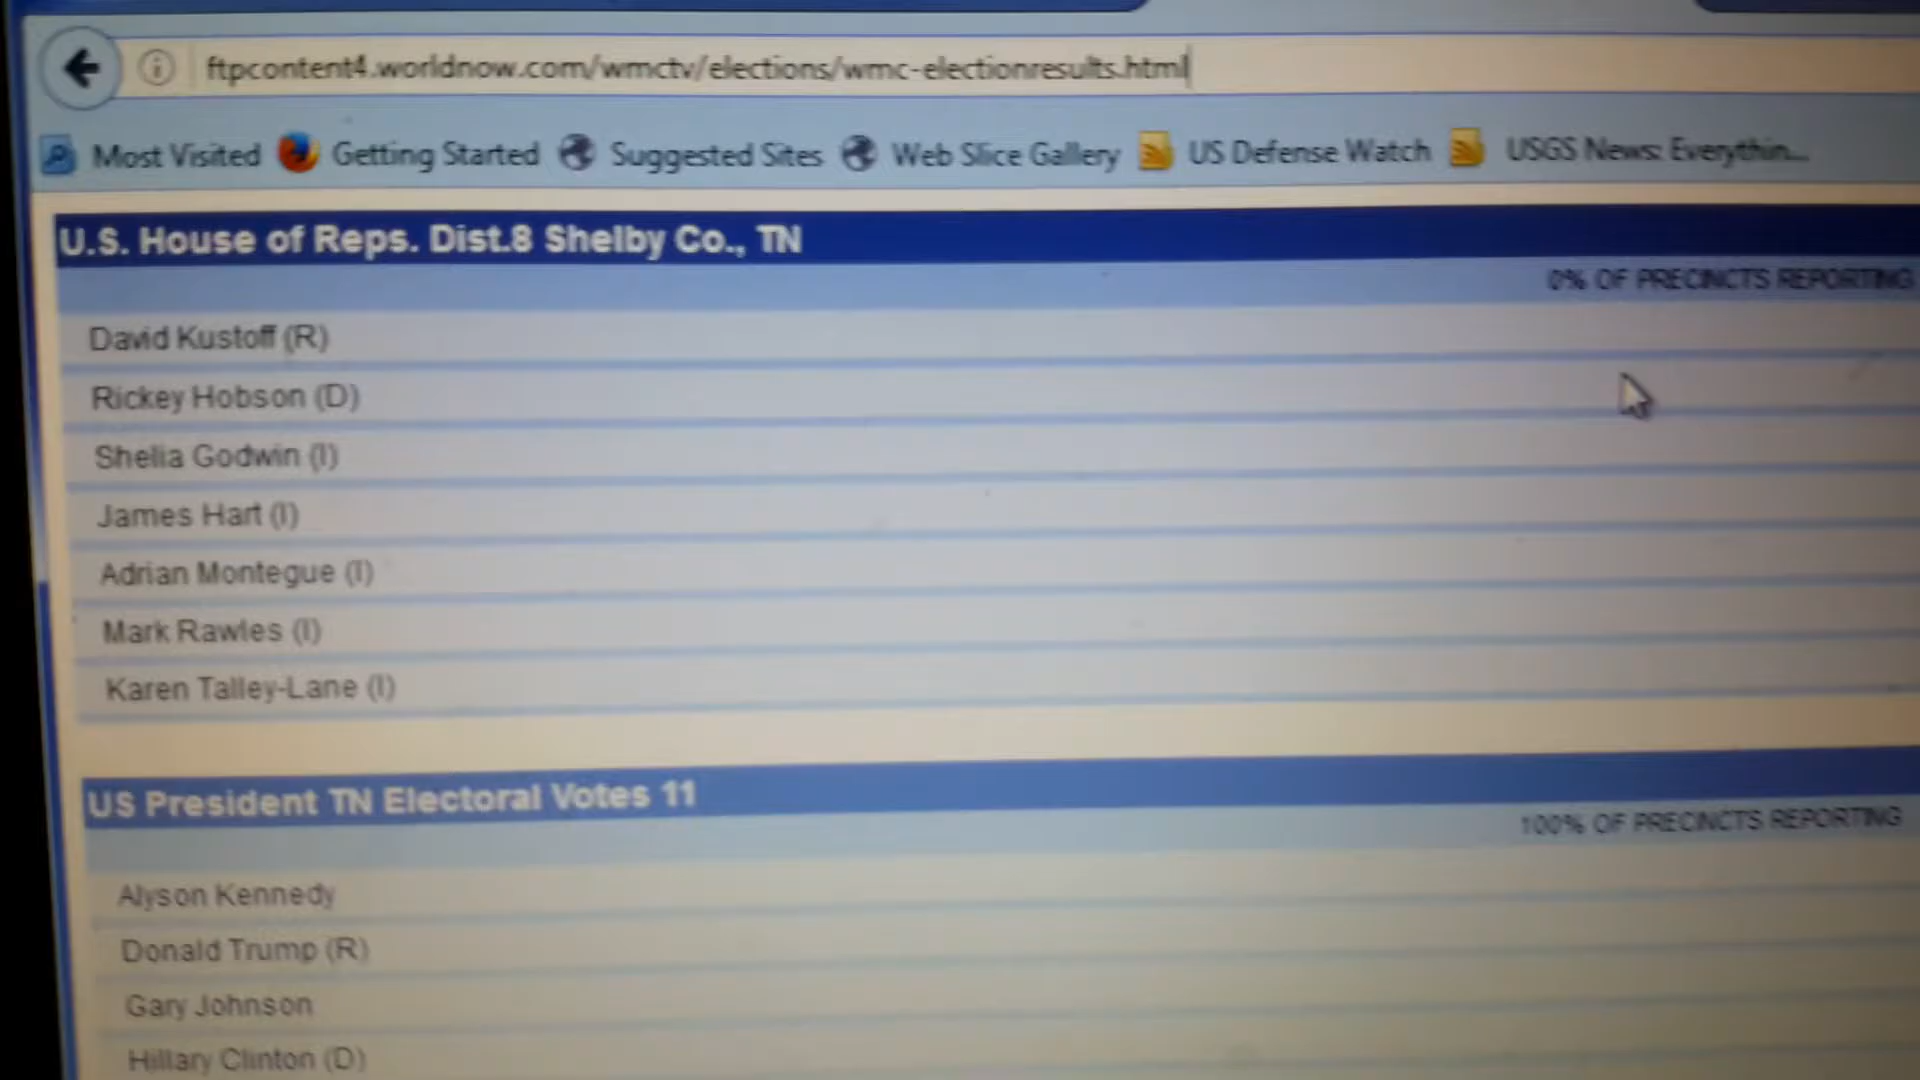 ftpcontent4.worldnow.com/wmctv/elections/wmc-electionresults.html
Most Visited Getting Started Suggested Sites Web Slice Gallery US Defense Watch USGS News: Everythin...
U.S. House of Reps. Dist.8 Shelby Co., TN
0% OF PRECINCTS REPORTING
David Kustoff (R)
Rickey Hobson (D)
Shelia Godwin (I)
James Hart (I)
Adrian Montegue (I)
Mark Rawles (I)
Karen Talley-Lane (I)
US President TN Electoral Votes 11
100% OF PRECINCTS REPORTING
Alyson Kennedy
Donald Trump (R)
Gary Johnson
Hillary Clinton (D)